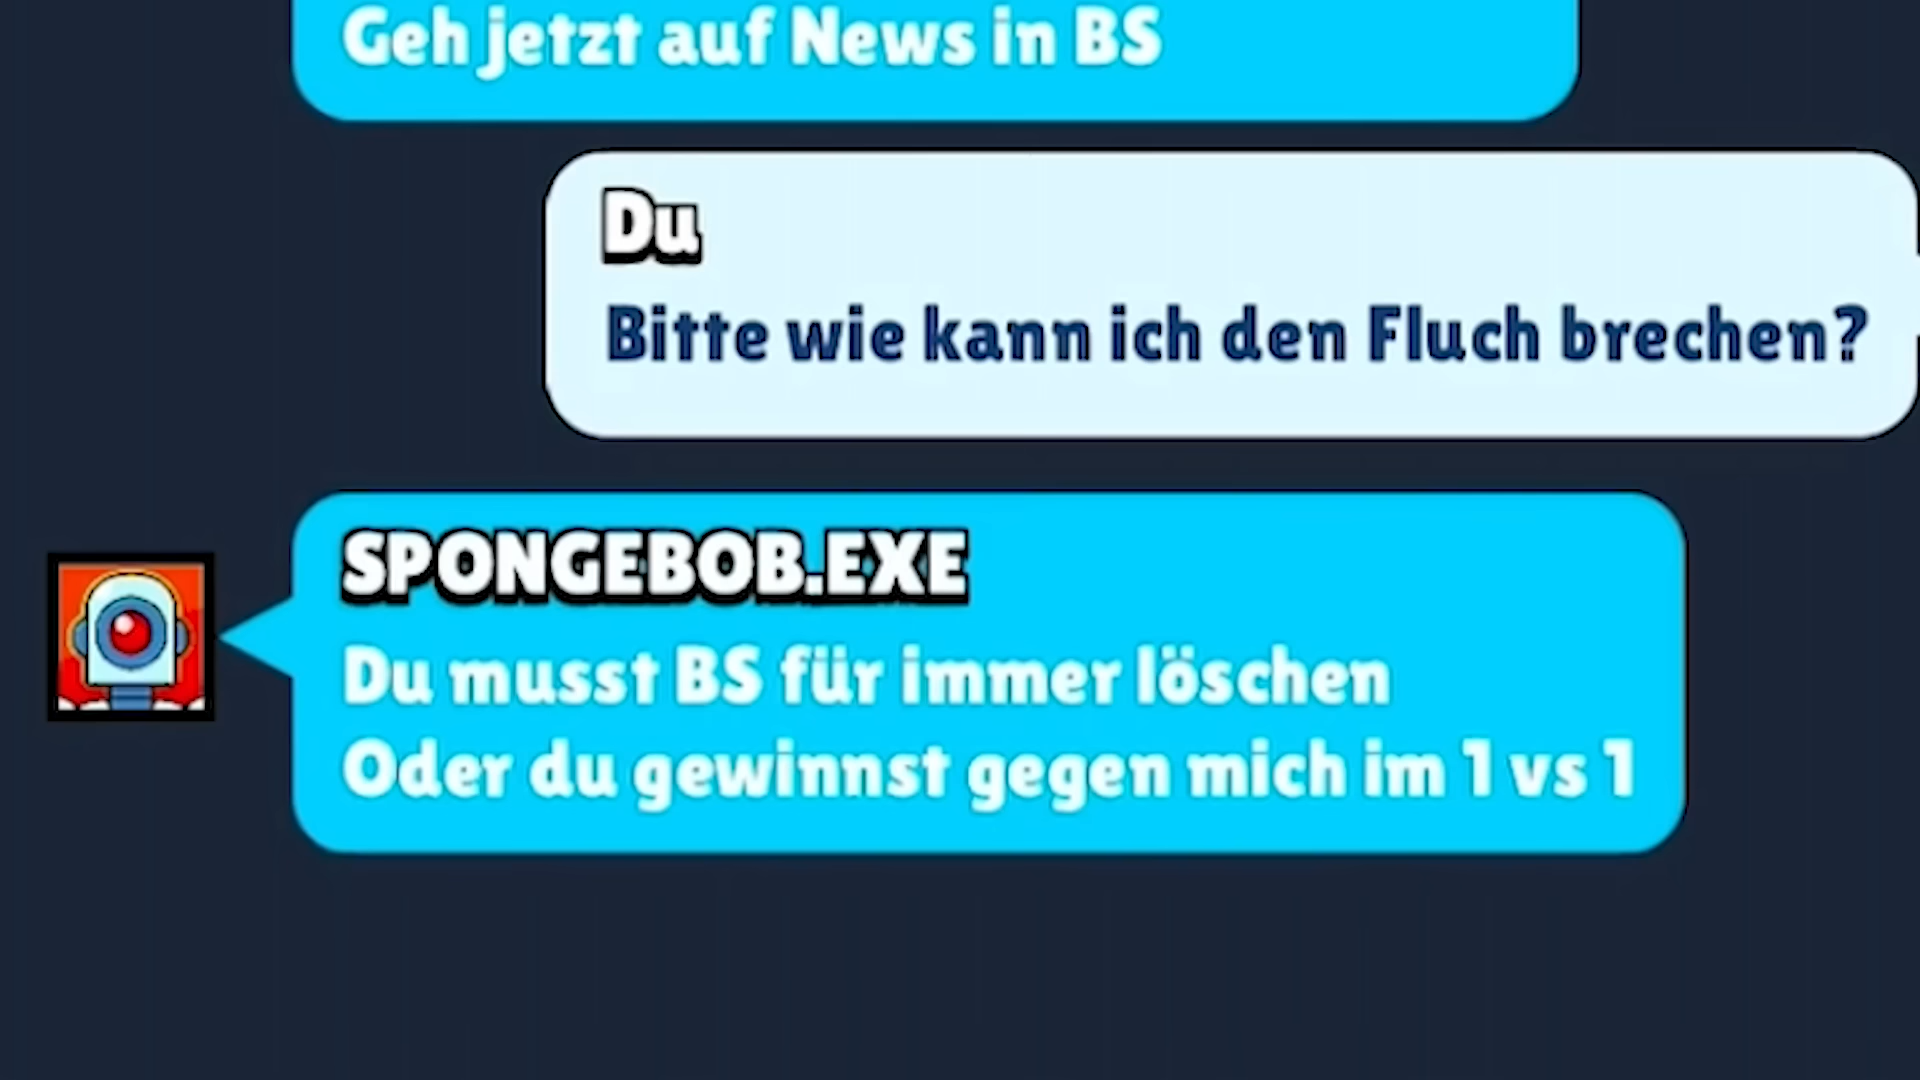 Geh jetzt auf News in BS
Du
Bitte wie kann ich den Fluch brechen?
SPONGEBOB.EXE
Du musst BS für immer löschen
Oder du gewinnst gegen mich im 1 vs 1